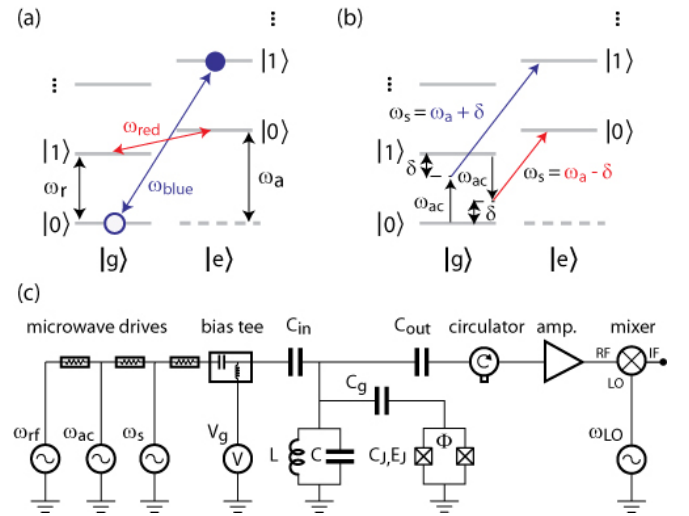 (a)
⋮
|1⟩
⋮
ω_red
|0⟩
|1⟩
ω_r
ω_blue
ω_a
|0⟩
|g⟩ |e⟩
(b)
⋮
|1⟩
⋮
ω_s = ω_a + δ
|0⟩
|1⟩
δ
ω_ac
ω_s = ω_a - δ
ω_ac
δ
|0⟩
|g⟩ |e⟩
(c)
microwave drives bias tee C_in C_out circulator amp. mixer
RF IF
LO
C_g
ω_rf ω_ac ω_s V_g Φ ω_LO
V L C C_J,E_J